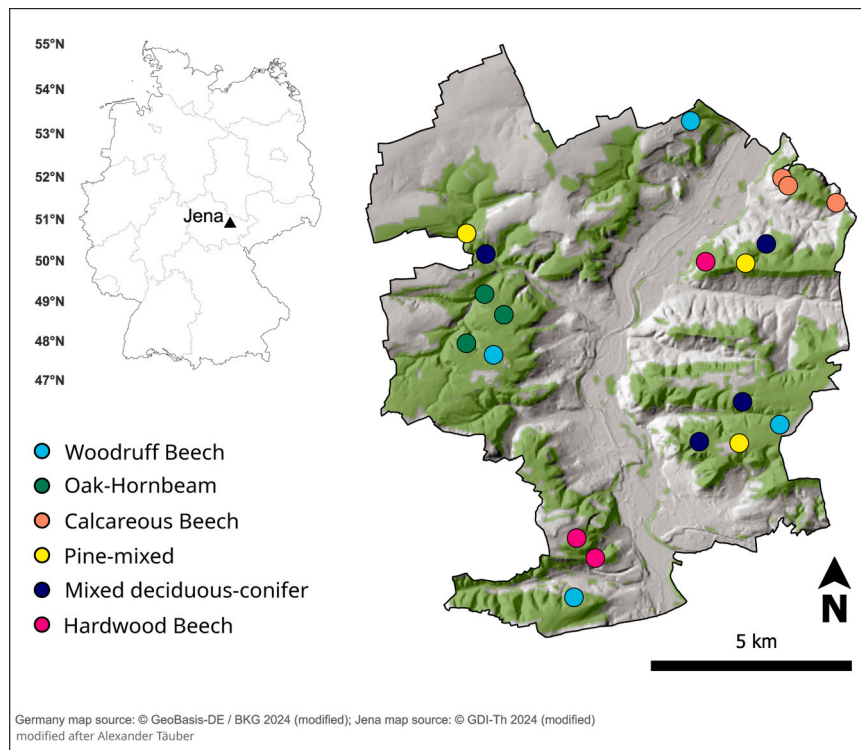 55°N
54°N
53°N
52°N
51°N
50°N
49°N
48°N
47°N
Jena
Woodruff Beech
Oak-Hornbeam
Calcareous Beech
Pine-mixed
Mixed deciduous-conifer
Hardwood Beech
N
5 km
Germany map source: © GeoBasis-DE / BKG 2024 (modified); Jena map source: © GDI-Th 2024 (modified)
modified after Alexander Täuber